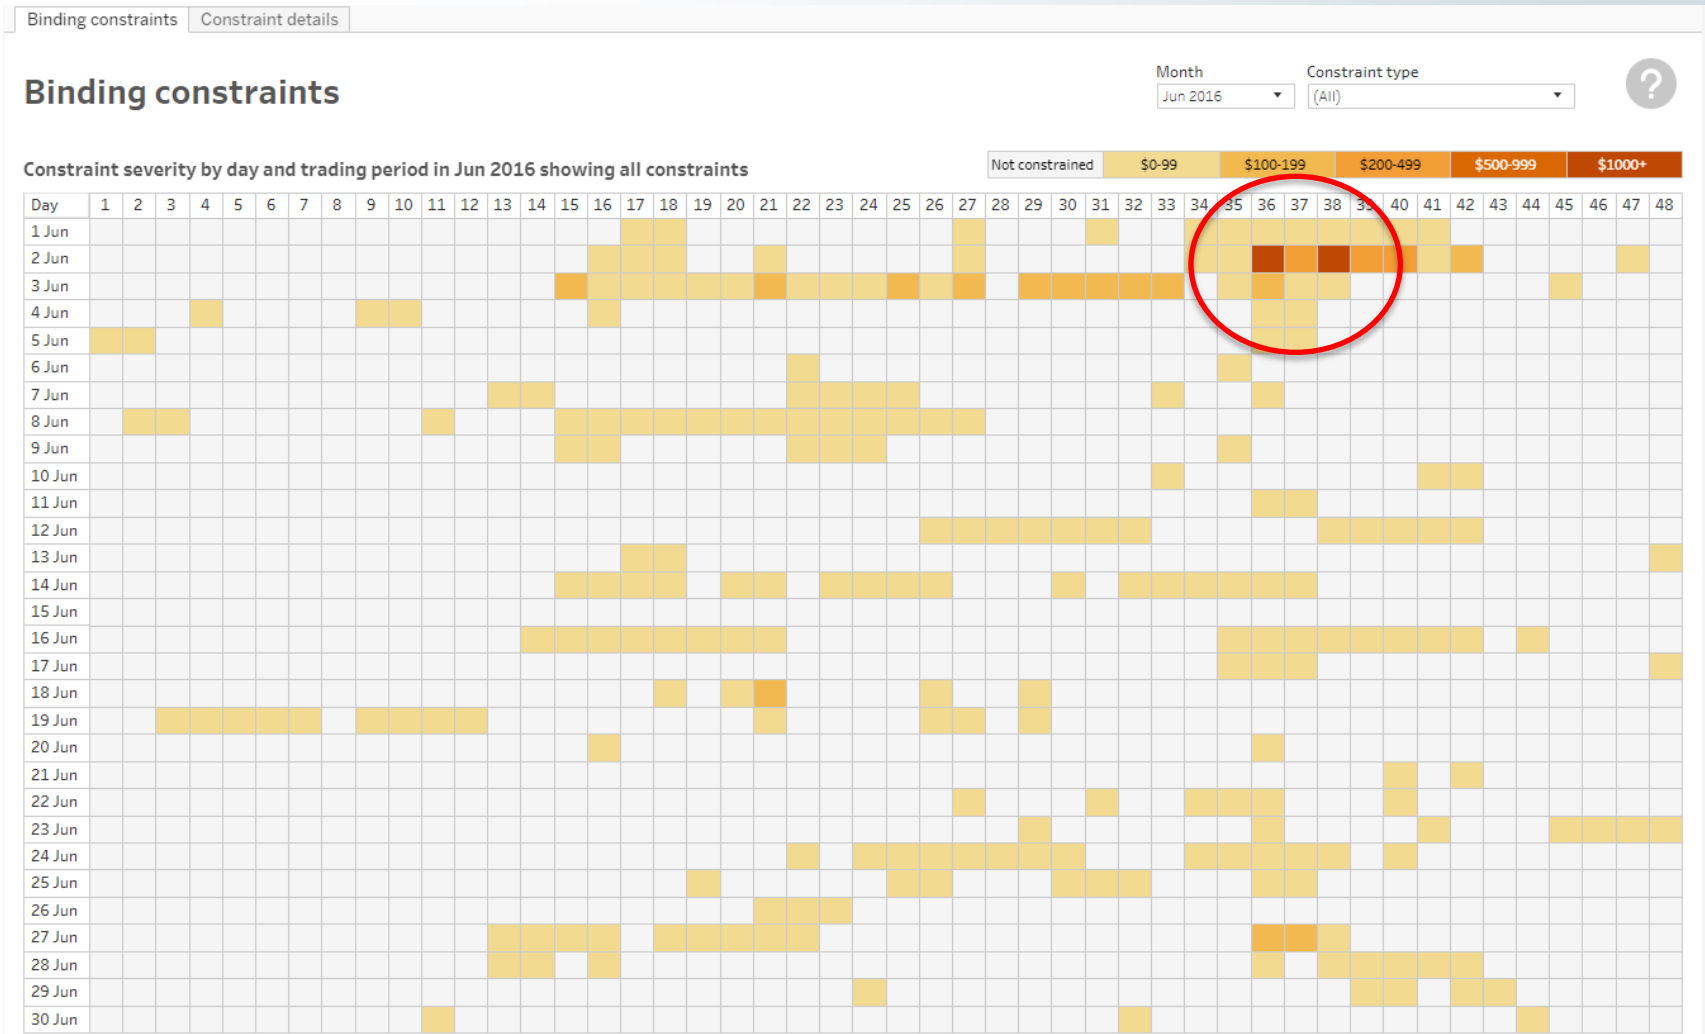 Binding constraints Constraint details
Month Constraint type
Binding constraints
Jun 2016 (All)
?
Constraint severity by day and trading period in Jun 2016 showing all constraints
Not constrained $0-99 $100-199 $200-499 $500-999 $1000+
Day 1 2 3 4 5 6 7 8 9 10 11 12 13 14 15 16 17 18 19 20 21 22 23 24 25 26 27 28 29 30 31 32 33 34 35 36 37 38 39 40 41 42 43 44 45 46 47 48
1 Jun
2 Jun
3 Jun
4 Jun
5 Jun
6 Jun
7 Jun
8 Jun
9 Jun
10 Jun
11 Jun
12 Jun
13 Jun
14 Jun
15 Jun
16 Jun
17 Jun
18 Jun
19 Jun
20 Jun
21 Jun
22 Jun
23 Jun
24 Jun
25 Jun
26 Jun
27 Jun
28 Jun
29 Jun
30 Jun